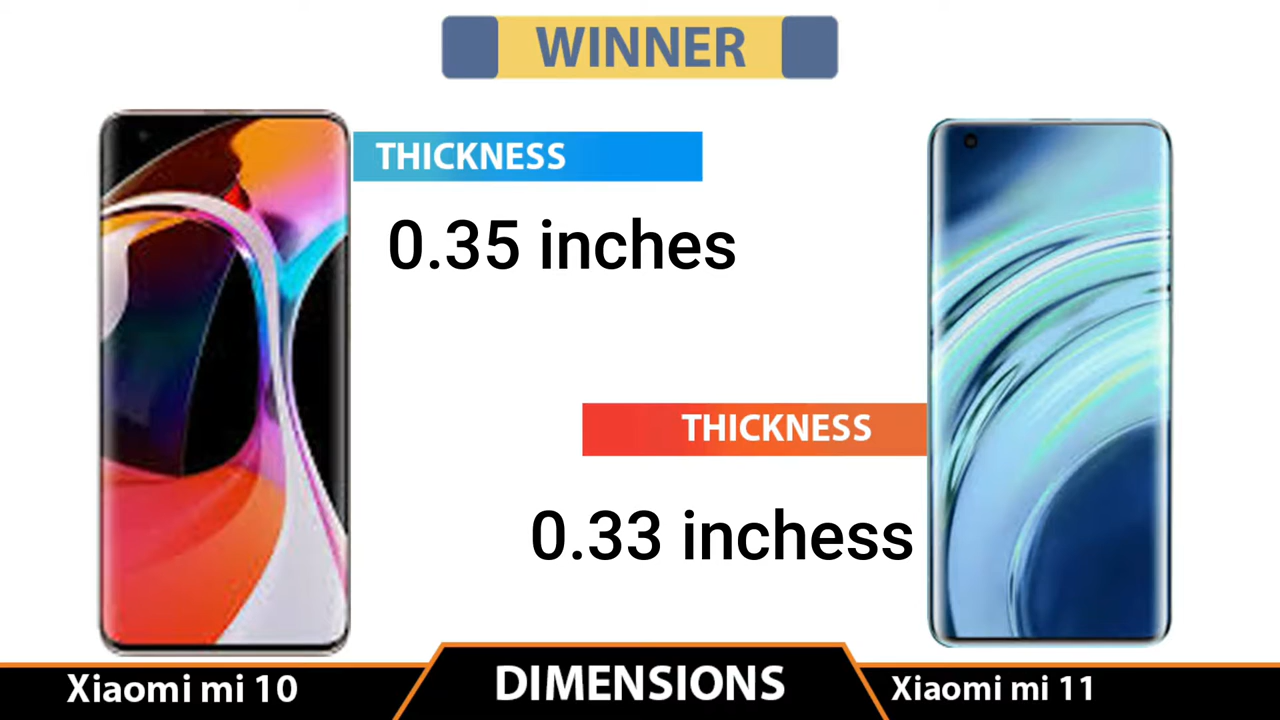 WINNER
THICKNESS
0.35 inches
THICKNESS
0.33 inchess
Xiaomi mi 10
DIMENSIONS
Xiaomi mi 11